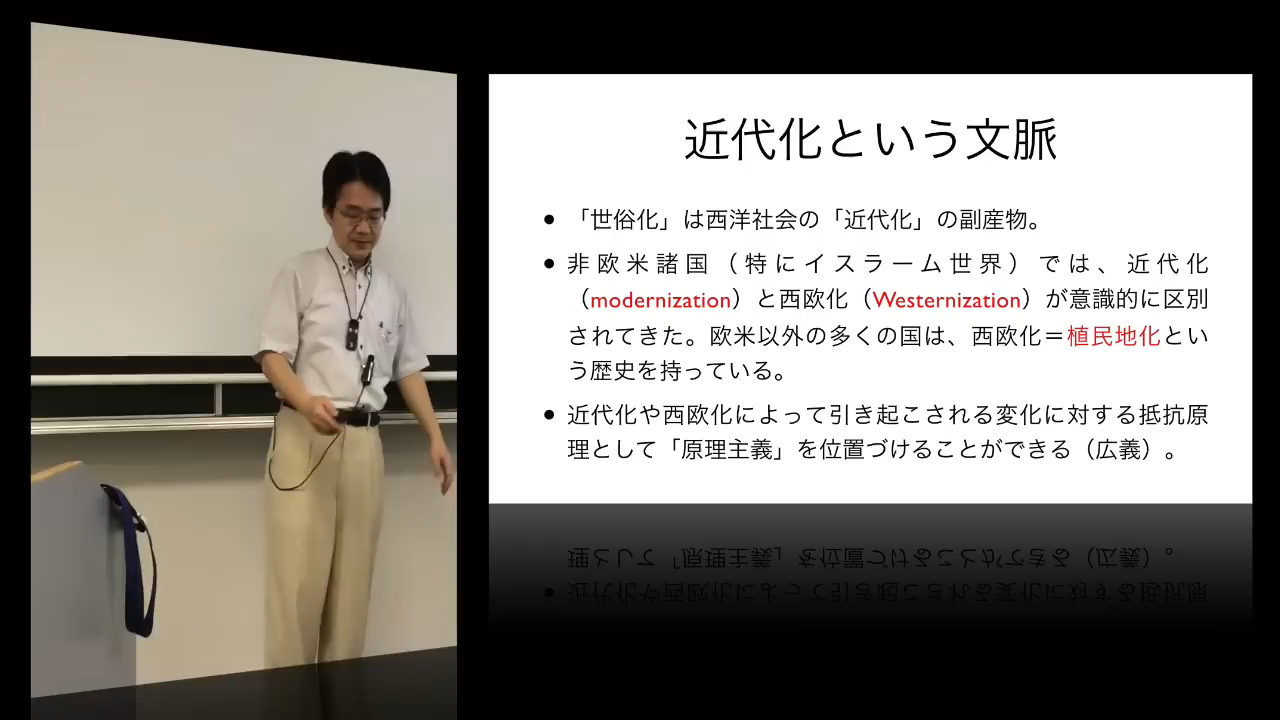 近代化という文脈
「世俗化」は西洋社会の「近代化」の副産物。
非欧米諸国（特にイスラーム世界）では、近代化
（modernization）と西欧化（Westernization）が意識的に区別
されてきた。欧米以外の多くの国は、西欧化＝植民地化とい
う歴史を持っている。
近代化や西欧化によって引き起こされる変化に対する抵抗原
理として「原理主義」を位置づけることができる（広義）。